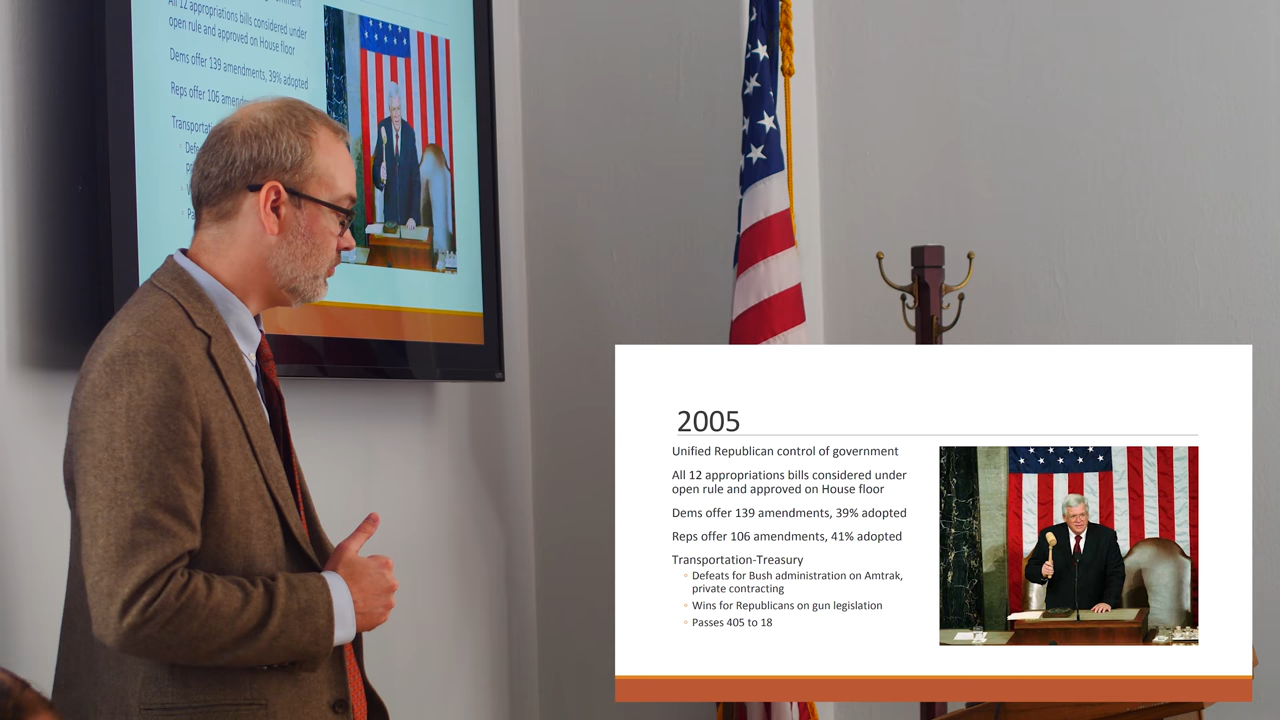 All 12 appropriations bills considered under
open rule and approved on House floor
Dems offer 139 amendments, 39% adopted
Reps offer 106
2005
Unified Republican control of government
All 12 appropriations bills considered under
open rule and approved on House floor
Dems offer 139 amendments, 39% adopted
Reps offer 106 amendments, 41% adopted
Transportation-Treasury
Defeats for Bush administration on Amtrak,
private contracting
Wins for Republicans on gun legislation
Passes 405 to 18